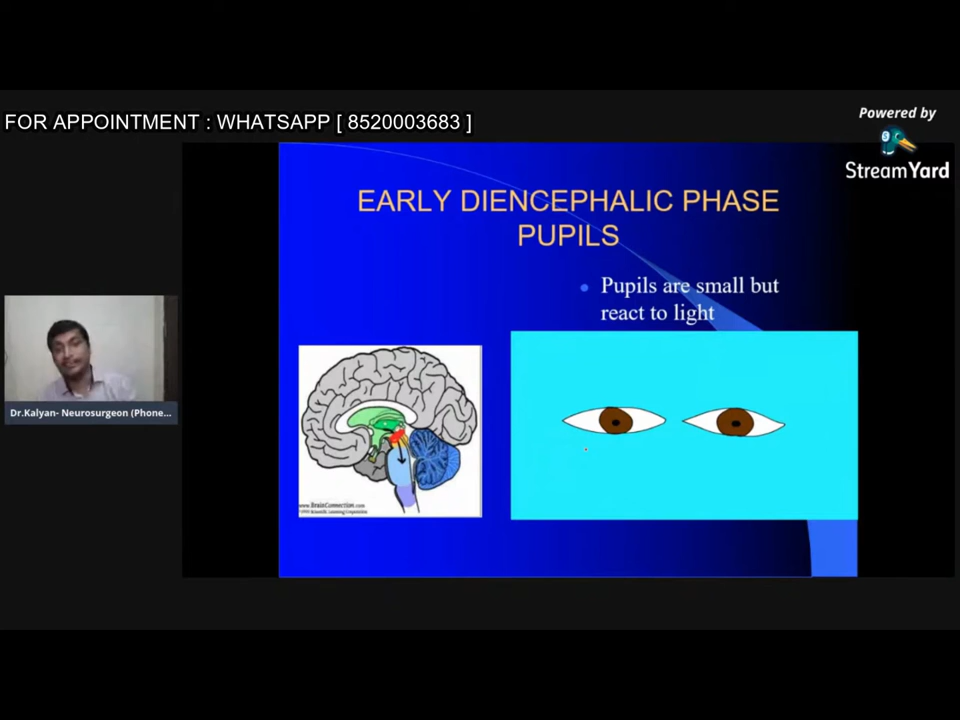 FOR APPOINTMENT : WHATSAPP [ 8520003683 ]
Powered by
StreamYard
EARLY DIENCEPHALIC PHASE
PUPILS
Pupils are small but
react to light
www.BrainConnection.com
Dr.Kalyan- Neurosurgeon (Phone...